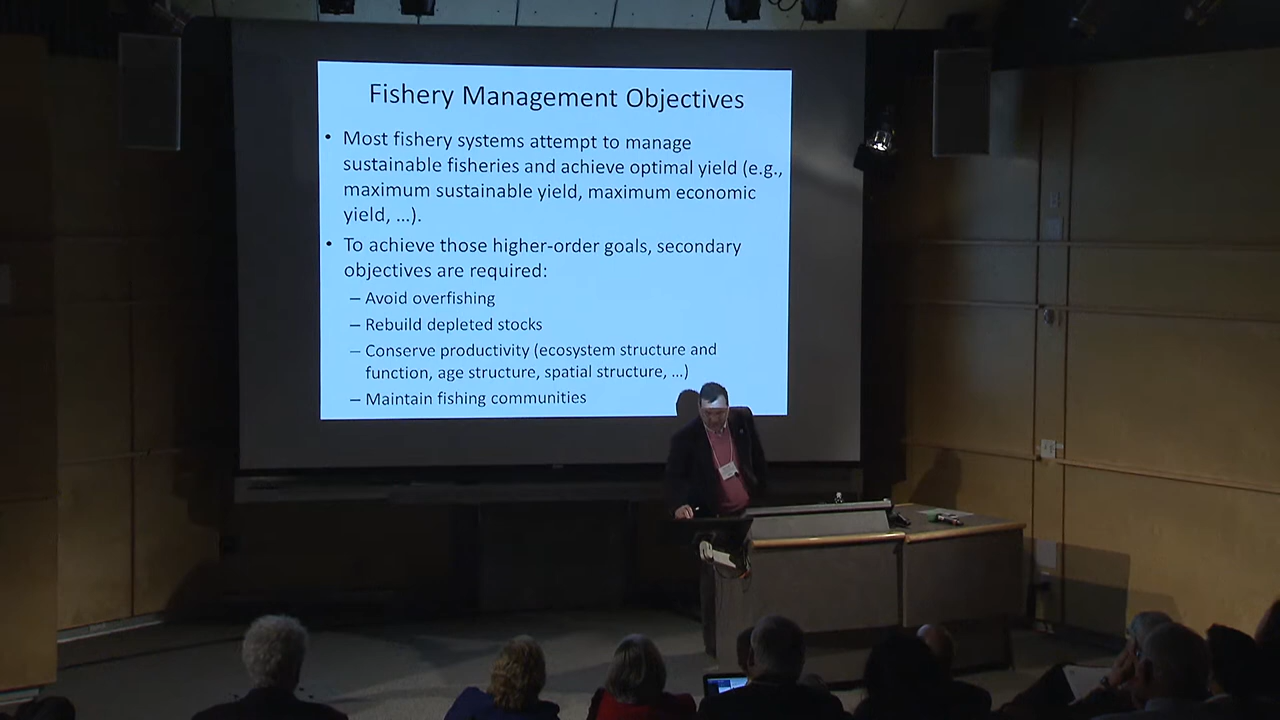 Fishery Management Objectives
• Most fishery systems attempt to manage
sustainable fisheries and achieve optimal yield (e.g.,
maximum sustainable yield, maximum economic
yield, ...).
• To achieve those higher-order goals, secondary
objectives are required:
– Avoid overfishing
– Rebuild depleted stocks
– Conserve productivity (ecosystem structure and
function, age structure, spatial structure, ...)
– Maintain fishing communities